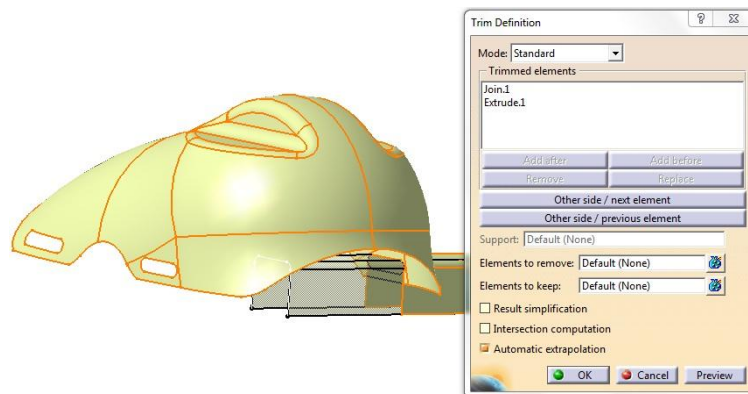 Trim Definition
Mode: Standard
Trimmed elements
Join.1
Extrude.1
Add after Add before
Remove Replace
Other side / next element
Other side / previous element
Support: Default (None)
Elements to remove: Default (None)
Elements to keep: Default (None)
Result simplification
Intersection computation
Automatic extrapolation
OK Cancel Preview